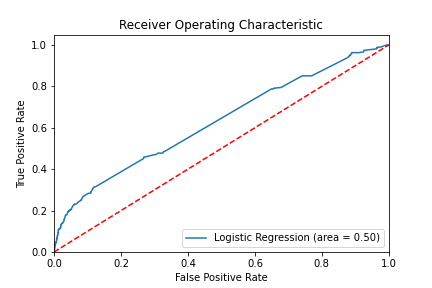 Receiver Operating Characteristic
1.0
0.8
0.6
0.4
0.2
0.0
True Positive Rate
Logistic Regression (area = 0.50)
0.0 0.2 0.4 0.6 0.8 1.0
False Positive Rate